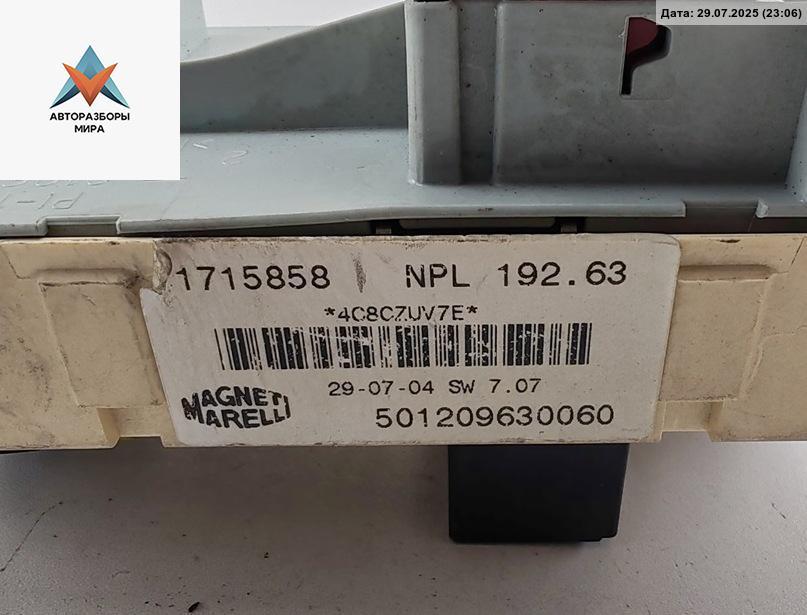 Дата: 29.07.2025 (23:06)
АВТОРАЗБОРЫ
МИРА
1715858 NPL 192.63
*4C8CZUV7E*
29-07-04 SW 7.07
MAGNETI
MARELLI
501209630060